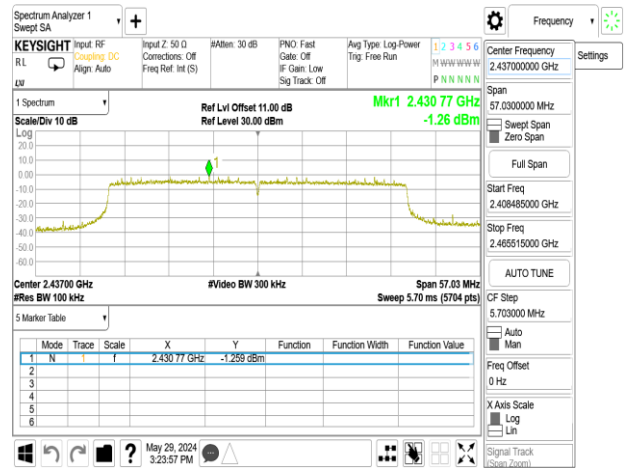 Spectrum Analyzer 1
Swept SA
+
Frequency
KEYSIGHT
RL
Input: RF
Coupling: DC
Align: Auto
Input Z: 50 Ω
Corrections: Off
Freq Ref: Int (S)
#Atten: 30 dB
PNO: Fast
Gate: Off
IF Gain: Low
Sig Track: Off
Avg Type: Log-Power
Trig: Free Run
1 2 3 4 5 6
M W W W W W
P N N N N N
1 Spectrum
Scale/Div 10 dB
Ref Lvl Offset 11.00 dB
Ref Level 30.00 dBm
Mkr1 2.430 77 GHz
-1.26 dBm
Log
20.0
10.0
0.00
-10.0
-20.0
-30.0
-40.0
-50.0
-60.0
1
Center 2.43700 GHz
#Res BW 100 kHz
#Video BW 300 kHz
Span 57.03 MHz
Sweep 5.70 ms (5704 pts)
5 Marker Table
Mode Trace Scale X Y Function Function Width Function Value
1 N 1 f 2.430 77 GHz -1.259 dBm
2
3
4
5
6
?
May 29, 2024
3:23:57 PM
Center Frequency
2.437000000 GHz
Settings
Span
57.0300000 MHz
Swept Span
Zero Span
Full Span
Start Freq
2.408485000 GHz
Stop Freq
2.465515000 GHz
AUTO TUNE
CF Step
5.703000 MHz
Auto
Man
Freq Offset
0 Hz
X Axis Scale
Log
Lin
Signal Track
(Span Zoom)